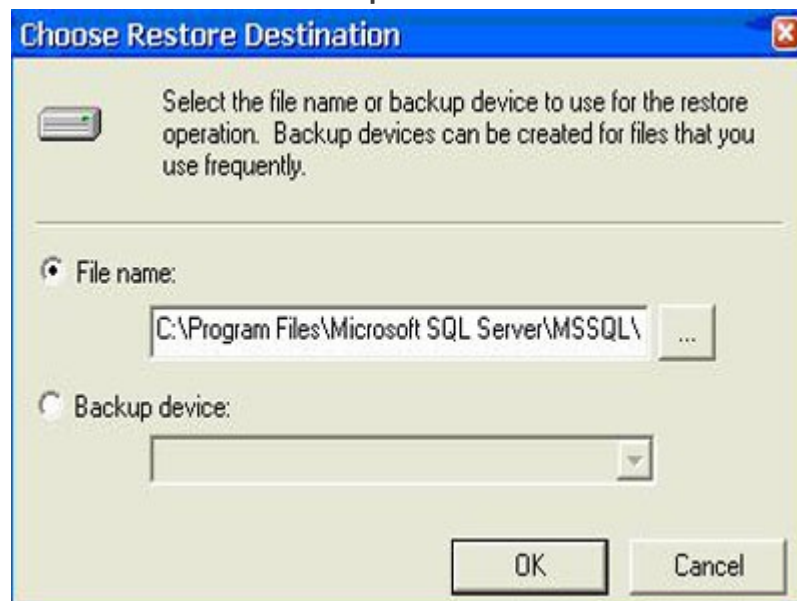 Choose Restore Destination
Select the file name or backup device to use for the restore
operation. Backup devices can be created for files that you
use frequently.
File name:
C:\Program Files\Microsoft SQL Server\MSSQL\
...
Backup device:
OK
Cancel